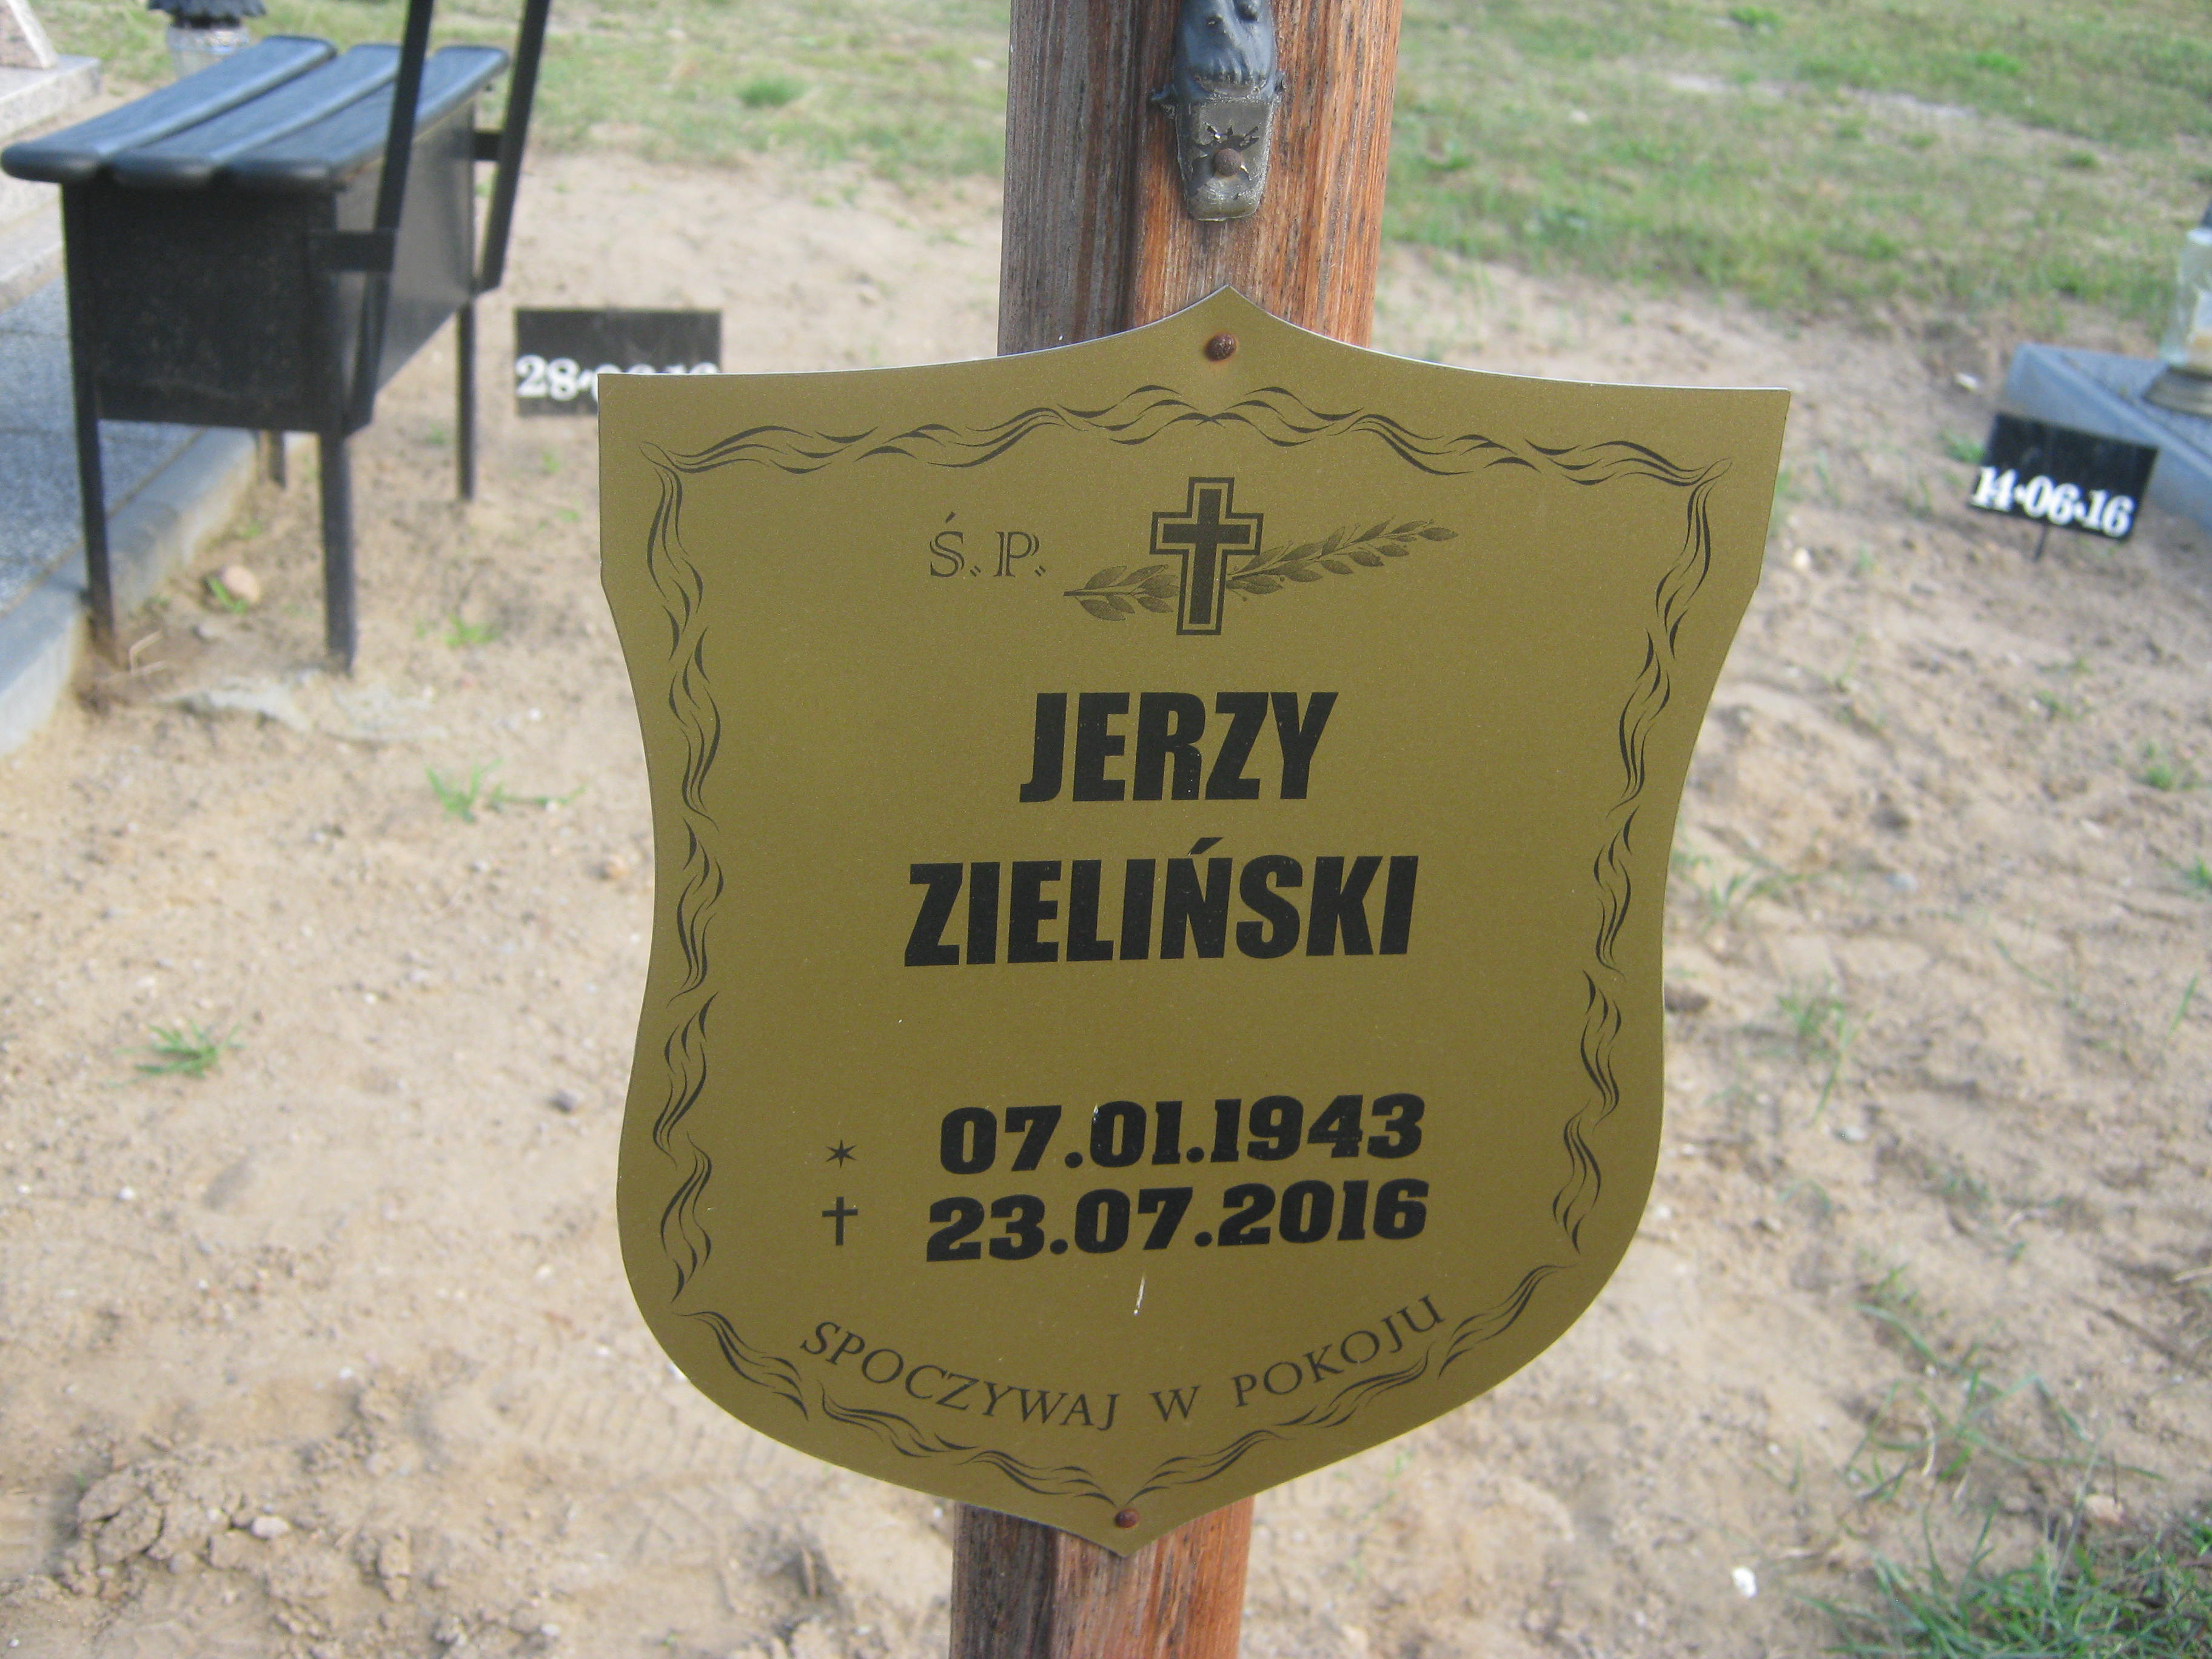 14·06·16
Ś. P.
JERZY
ZIELIŃSKI
07.01.1943
23.07.2016
SPOCZYWAJ W POKOJU